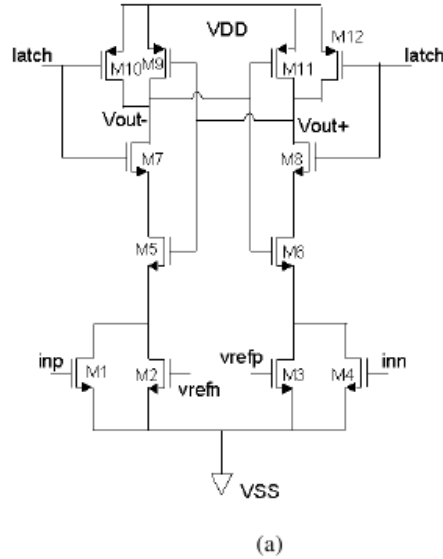 M12
VDD
latch
M10
M9
M11
latch
Vout-
Vout+
M7
M8
M5
M6
inp
M1
M2
vrefn
vrefp
M3
M4
inn
VSS
(a)